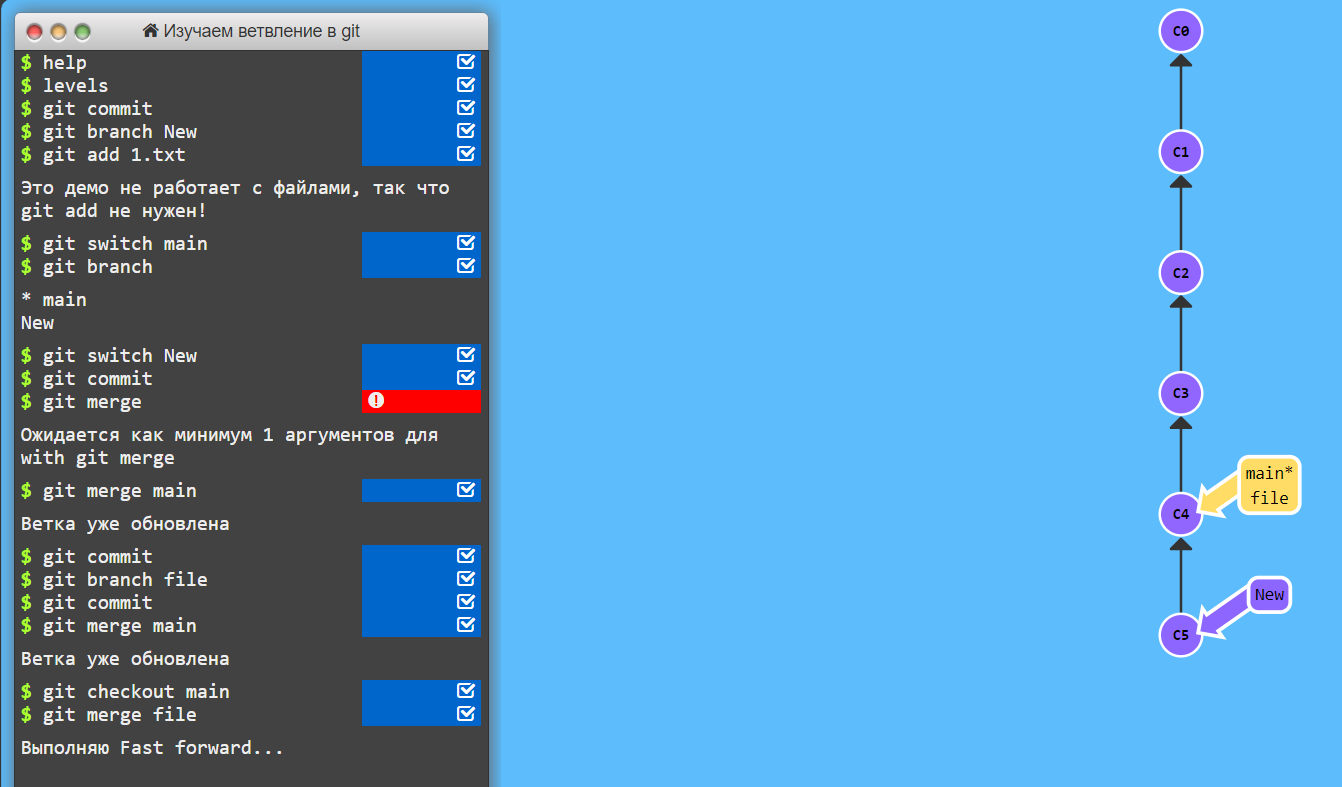 Изучаем ветвление в git
$ help
$ levels
$ git commit
$ git branch New
$ git add 1.txt
Это демо не работает с файлами, так что
git add не нужен!
$ git switch main
$ git branch
* main
New
$ git switch New
$ git commit
$ git merge
Ожидается как минимум 1 аргументов для
with git merge
$ git merge main
Ветка уже обновлена
$ git commit
$ git branch file
$ git commit
$ git merge main
Ветка уже обновлена
$ git checkout main
$ git merge file
Выполняю Fast forward...
C0
C1
C2
C3
main*
file
C4
New
C5